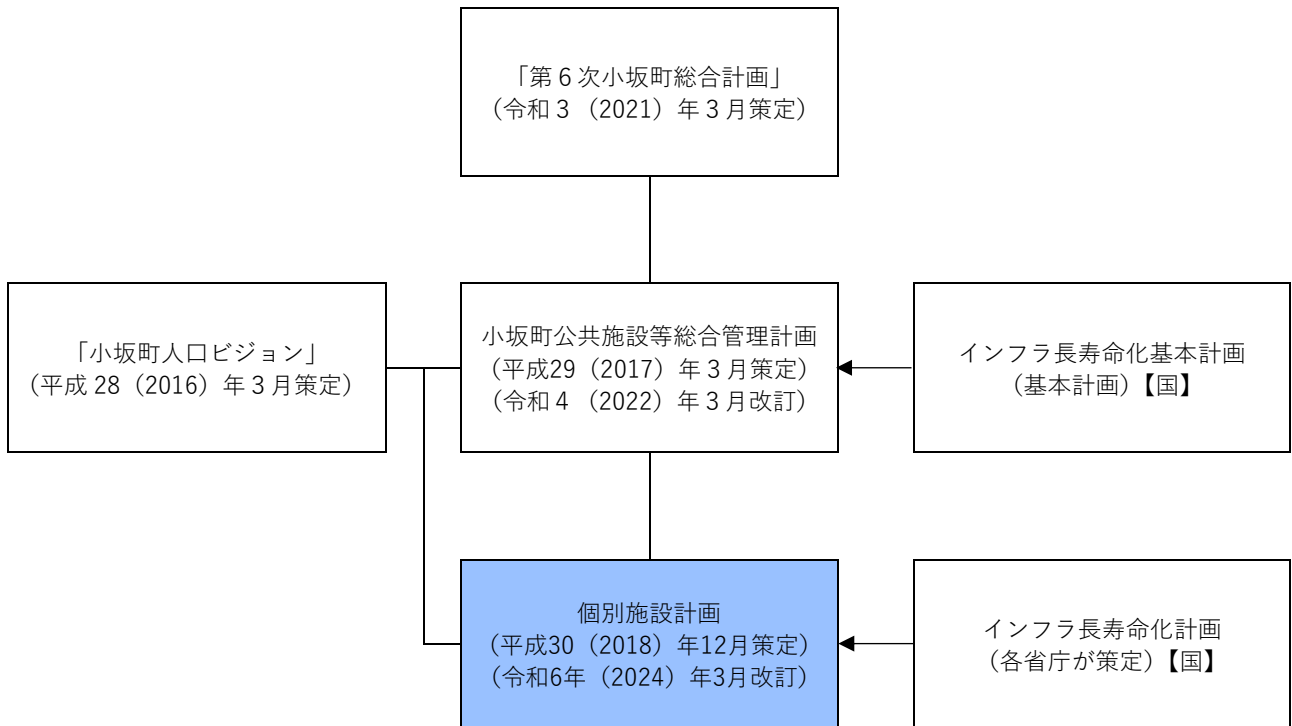 「第６次小坂町総合計画」
（令和３（2021）年３月策定）
「小坂町人口ビジョン」
（平成 28（2016）年３月策定）
小坂町公共施設等総合管理計画
（平成29（2017）年３月策定）
（令和４（2022）年３月改訂）
インフラ長寿命化基本計画
（基本計画）【国】
個別施設計画
（平成30（2018）年12月策定）
（令和6年（2024）年3月改訂）
インフラ長寿命化計画
（各省庁が策定）【国】